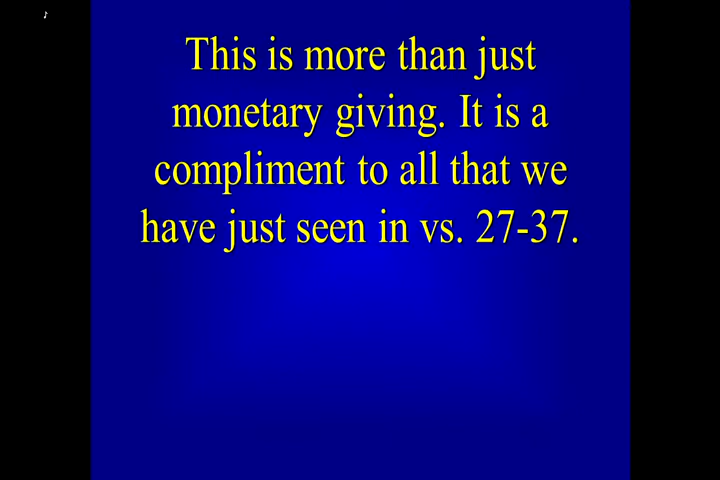 ♪
This is more than just
monetary giving. It is a
compliment to all that we
have just seen in vs. 27-37.